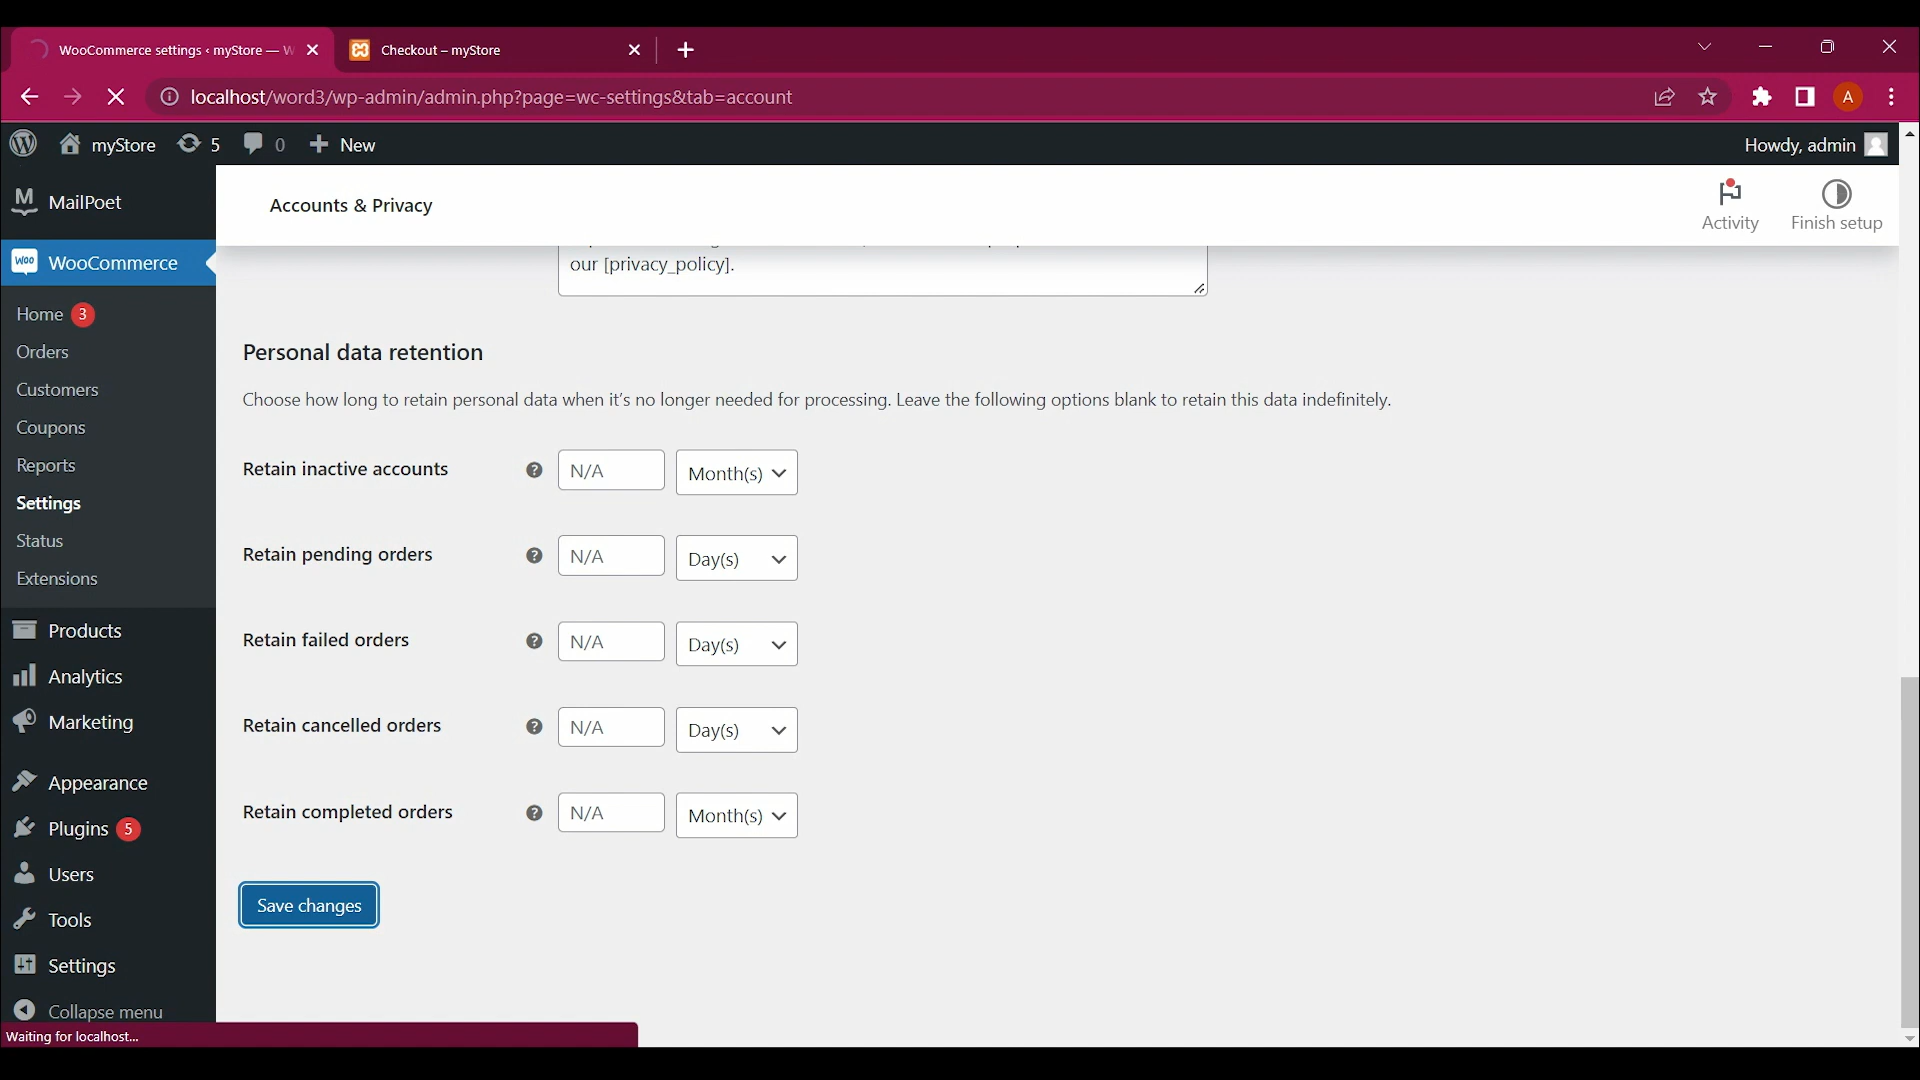 WooCommerce settings ‹ myStore — W
Checkout – myStore
localhost/word3/wp-admin/admin.php?page=wc-settings&tab=account
A
myStore
5
0
New
Howdy, admin
MailPoet
Accounts & Privacy
Activity
Finish setup
WooCommerce
our [privacy_policy].
Home 3
Orders
Customers
Coupons
Reports
Settings
Status
Extensions
Products
Analytics
Marketing
Appearance
Plugins 5
Users
Tools
Settings
Collapse menu
Personal data retention
Choose how long to retain personal data when it's no longer needed for processing. Leave the following options blank to retain this data indefinitely.
Retain inactive accounts ? N/A Month(s)
Retain pending orders ? N/A Day(s)
Retain failed orders ? N/A Day(s)
Retain cancelled orders ? N/A Day(s)
Retain completed orders ? N/A Month(s)
Save changes
Waiting for localhost...